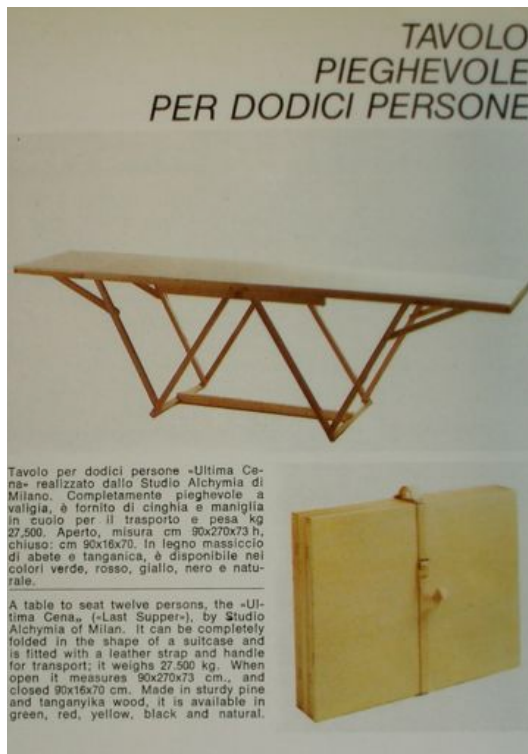 TAVOLO
PIEGHEVOLE
PER DODICI PERSONE
Tavolo per dodici persone «Ultima Ce-
na» realizzato dallo Studio Alchymia di
Milano. Completamente pieghevole a
valigia, è fornito di cinghia e maniglia
in cuoio per il trasporto e pesa kg
27,500. Aperto, misura cm 90x270x73 h,
chiuso: cm 90x16x70. In legno massiccio
di abete e tanganica, è disponibile nei
colori verde, rosso, giallo, nero e natu-
rale.
A table to seat twelve persons, the «Ul-
tima Cena„ («Last Supper»), by Studio
Alchymia of Milan. It can be completely
folded in the shape of a suitcase and
is fitted with a leather strap and handle
for transport; it weighs 27.500 kg. When
open it measures 90x270x73 cm., and
closed 90x16x70 cm. Made in sturdy pine
and tanganyika wood, it is available in
green, red, yellow, black and natural.